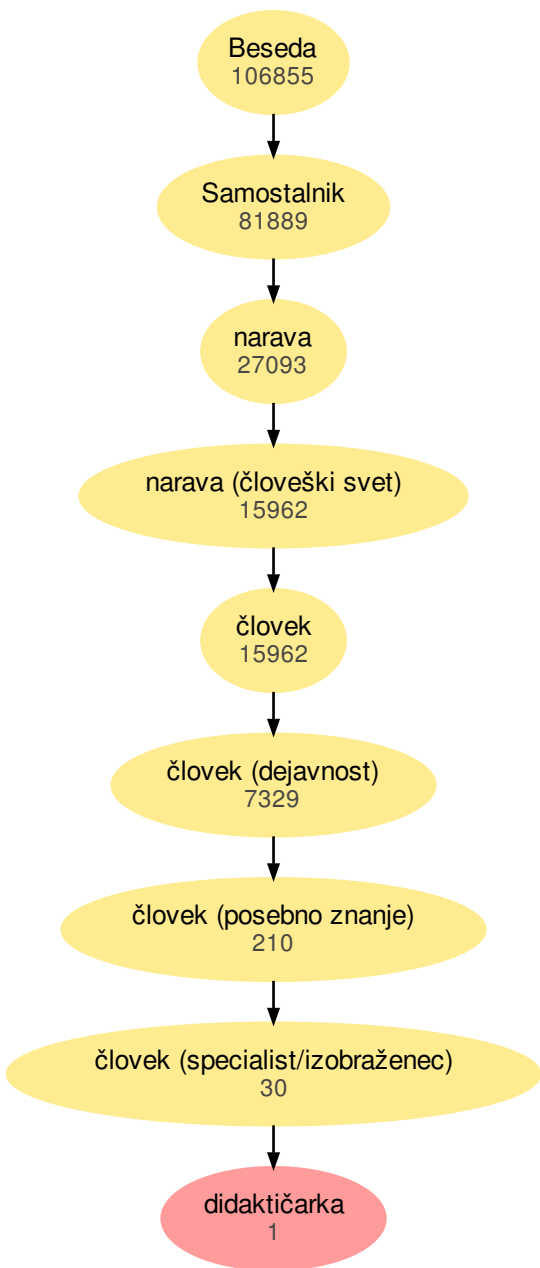 Beseda
106855
Samostalnik
81889
narava
27093
narava (človeški svet)
15962
človek
15962
človek (dejavnost)
7329
človek (posebno znanje)
210
človek (specialist/izobraženec)
30
didaktičarka
1